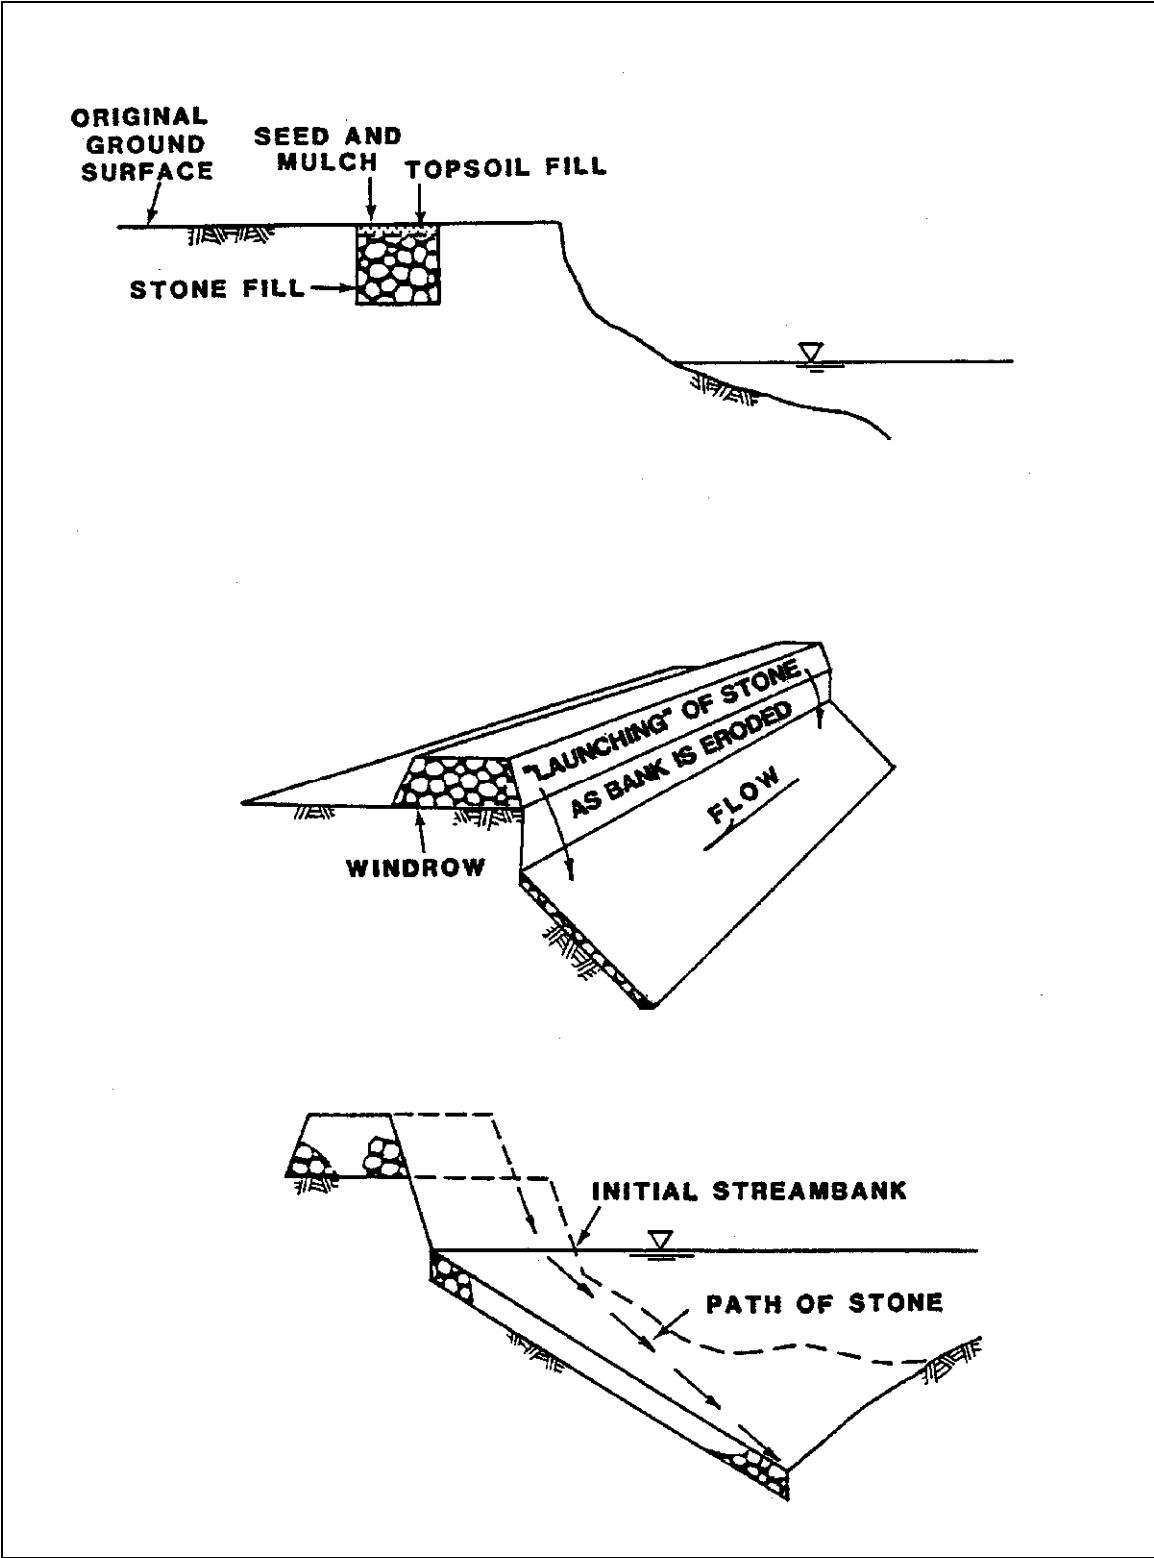 ORIGINAL
GROUND
SURFACE
SEED AND
MULCH
TOPSOIL FILL
STONE FILL
"LAUNCHING" OF STONE
AS BANK IS ERODED
FLOW
WINDROW
INITIAL STREAMBANK
PATH OF STONE